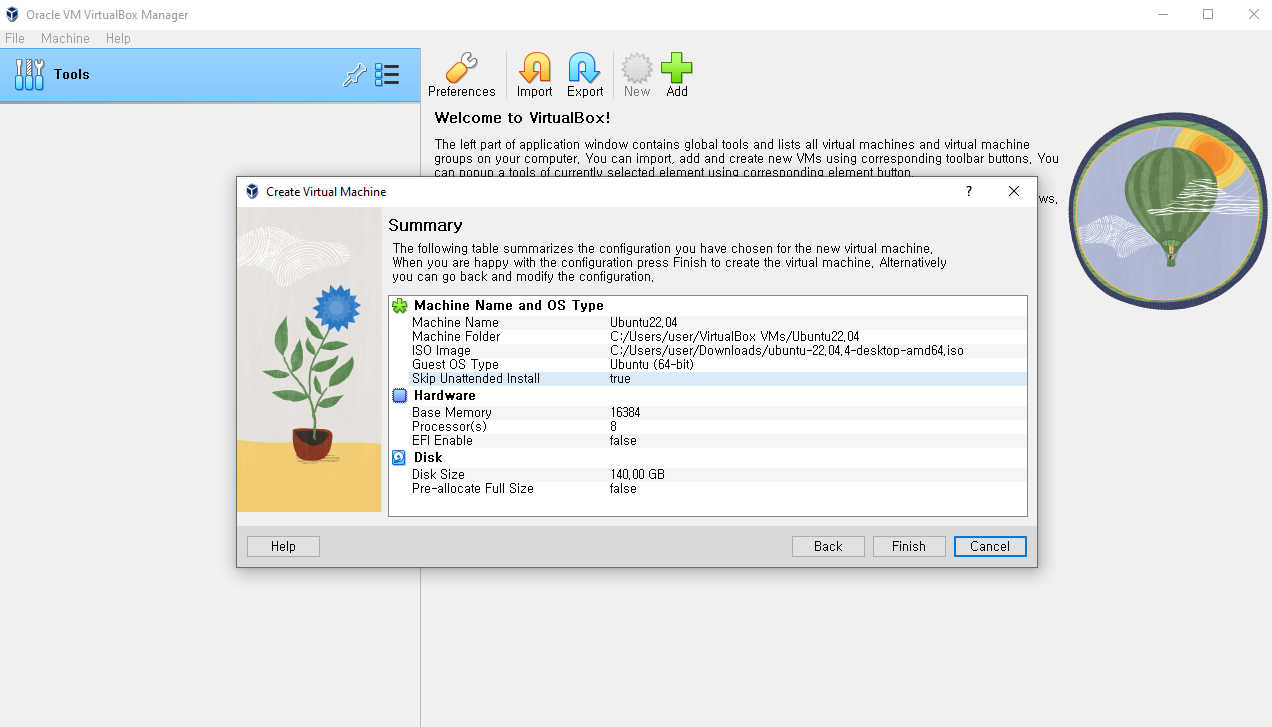 Oracle VM VirtualBox Manager
File Machine Help
Tools
Preferences Import Export New Add
Welcome to VirtualBox!
The left part of application window contains global tools and lists all virtual machines and virtual machine
groups on your computer. You can import, add and create new VMs using corresponding toolbar buttons. You
can popup a tools of currently selected element using corresponding element button.
ws.
Create Virtual Machine ?
Summary
The following table summarizes the configuration you have chosen for the new virtual machine.
When you are happy with the configuration press Finish to create the virtual machine. Alternatively
you can go back and modify the configuration.
Machine Name and OS Type
Machine Name Ubuntu22.04
Machine Folder C:/Users/user/VirtualBox VMs/Ubuntu22.04
ISO Image C:/Users/user/Downloads/ubuntu-22.04.4-desktop-amd64.iso
Guest OS Type Ubuntu (64-bit)
Skip Unattended Install true
Hardware
Base Memory 16384
Processor(s) 8
EFI Enable false
Disk
Disk Size 140.00 GB
Pre-allocate Full Size false
Help Back Finish Cancel